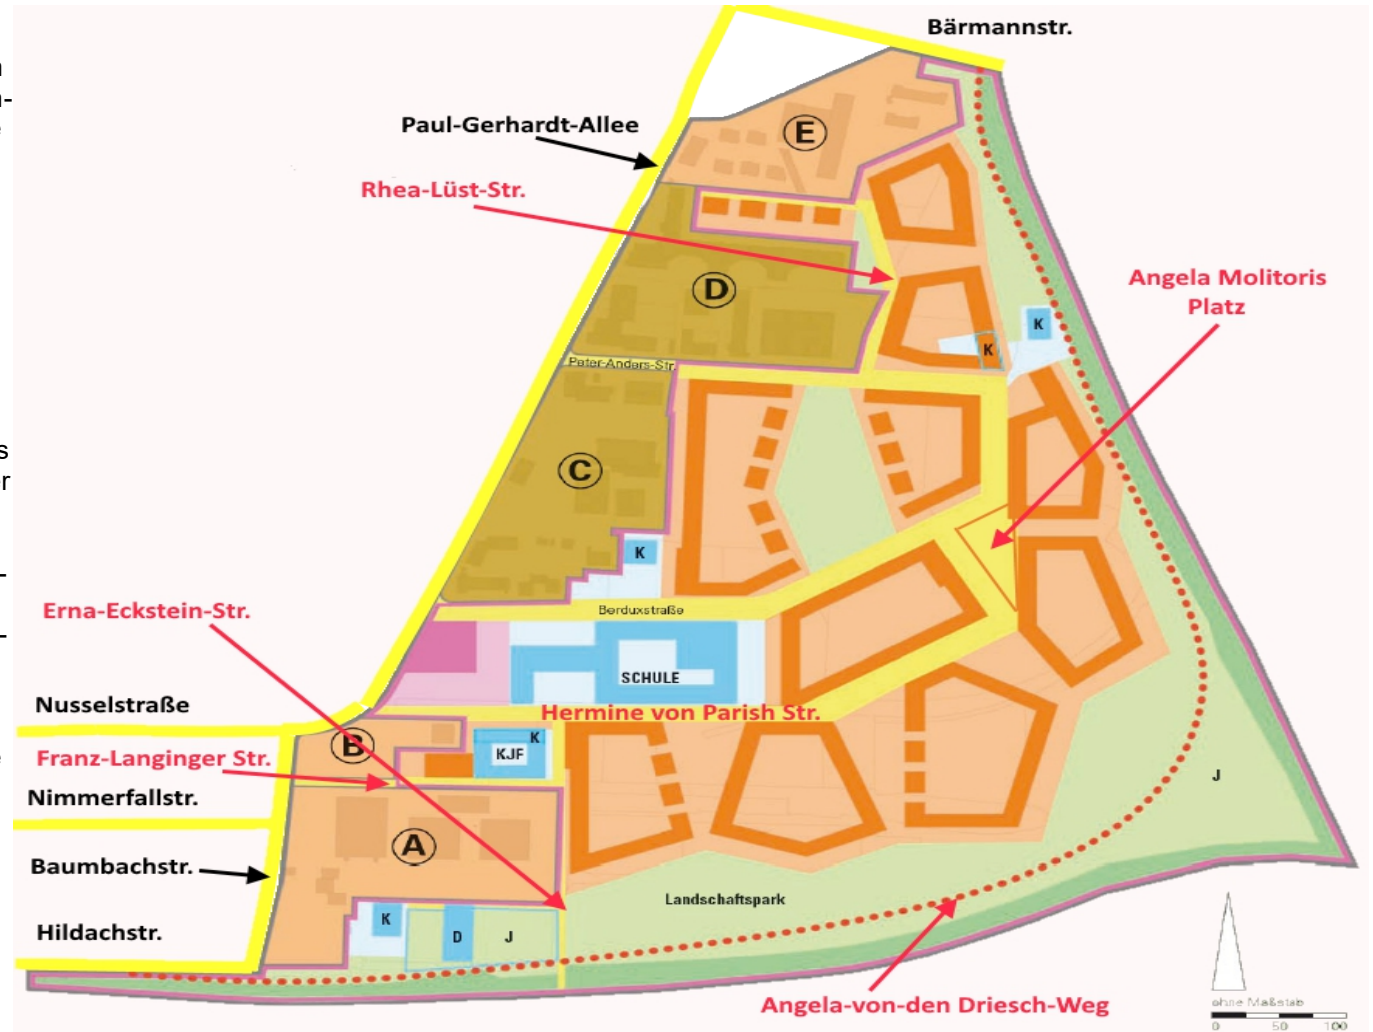 Bärmannstr.
Paul-Gerhardt-Allee
E
Rhea-Lüst-Str.
D
Angela Molitoris
Platz
K
K
Peter-Anders-Str.
C
K
Berduxstraße
Erna-Eckstein-Str.
SCHULE
Nusselstraße
Hermine von Parish Str.
B
K
KJF
Franz-Langinger Str.
J
Nimmerfallstr.
A
Baumbachstr.
Landschaftspark
K
D
J
Hildachstr.
Angela-von-den Driesch-Weg
ohne Maßstab
0 50 100